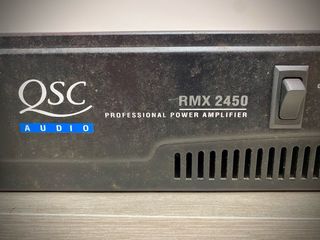 QSC
AUDIO
RMX 2450
PROFESSIONAL POWER AMPLIFIER